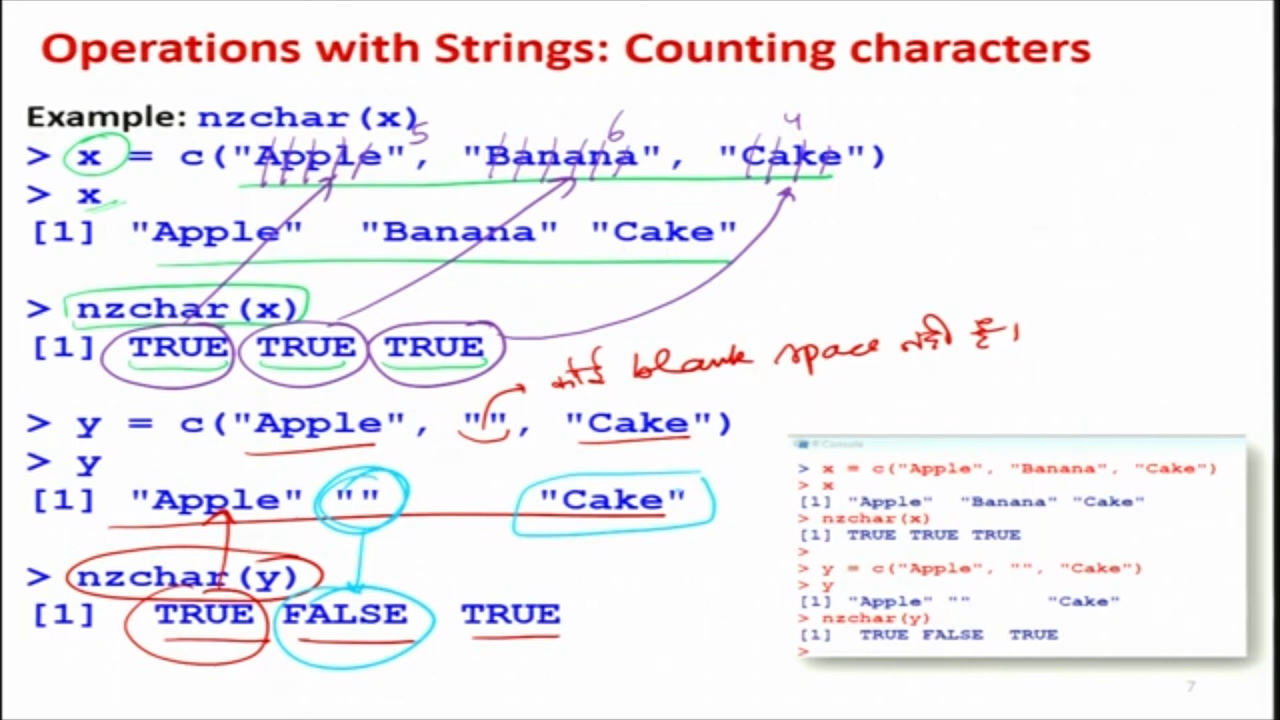 Operations with Strings: Counting characters
Example: nzchar(x)
5 6 4
> x = c("Apple", "Banana", "Cake")
> x
[1] "Apple" "Banana" "Cake"
> nzchar(x)
[1] TRUE TRUE TRUE
कोई blank space नहीं है।
> y = c("Apple", "", "Cake")
> y
[1] "Apple" "" "Cake"
> nzchar(y)
[1] TRUE FALSE TRUE
R Console
> x = c("Apple", "Banana", "Cake")
> x
[1] "Apple" "Banana" "Cake"
> nzchar(x)
[1] TRUE TRUE TRUE
>
> y = c("Apple", "", "Cake")
> y
[1] "Apple" "" "Cake"
> nzchar(y)
[1] TRUE FALSE TRUE
>
7